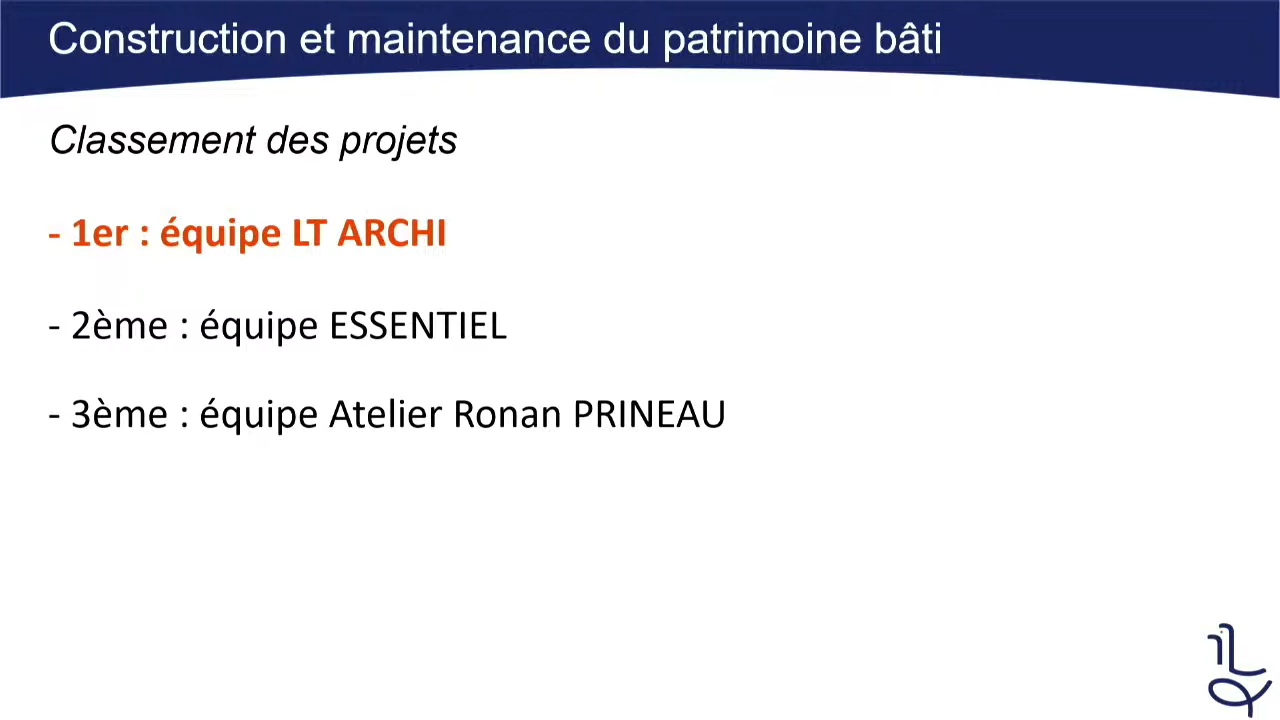 Construction et maintenance du patrimoine bâti
Classement des projets
- 1er : équipe LT ARCHI
- 2ème : équipe ESSENTIEL
- 3ème : équipe Atelier Ronan PRINEAU